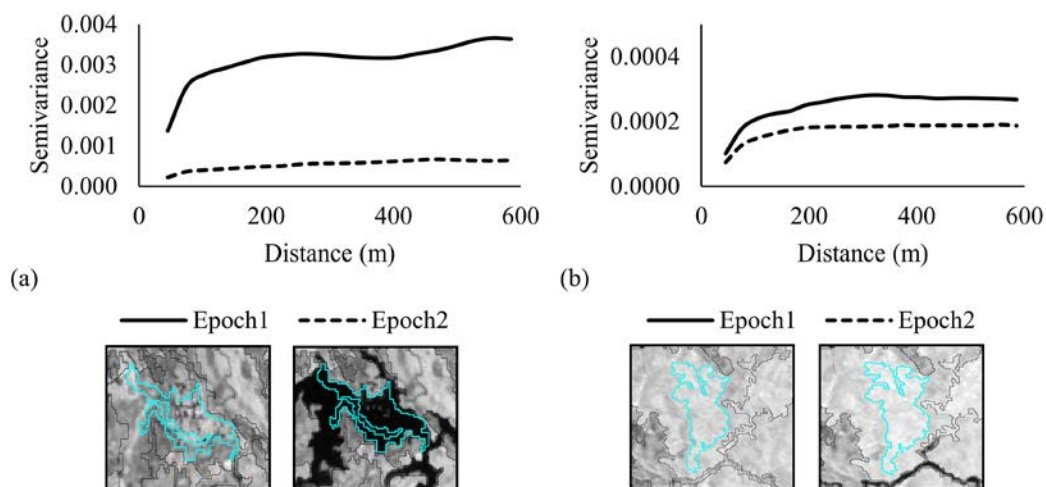 0.004
0.003
0.002
0.001
0.000
Semivariance
0
200
400
600
Distance (m)
(a)
Epoch1
Epoch2
0.0004
0.0002
0.0000
Semivariance
0
200
400
600
Distance (m)
(b)
Epoch1
Epoch2